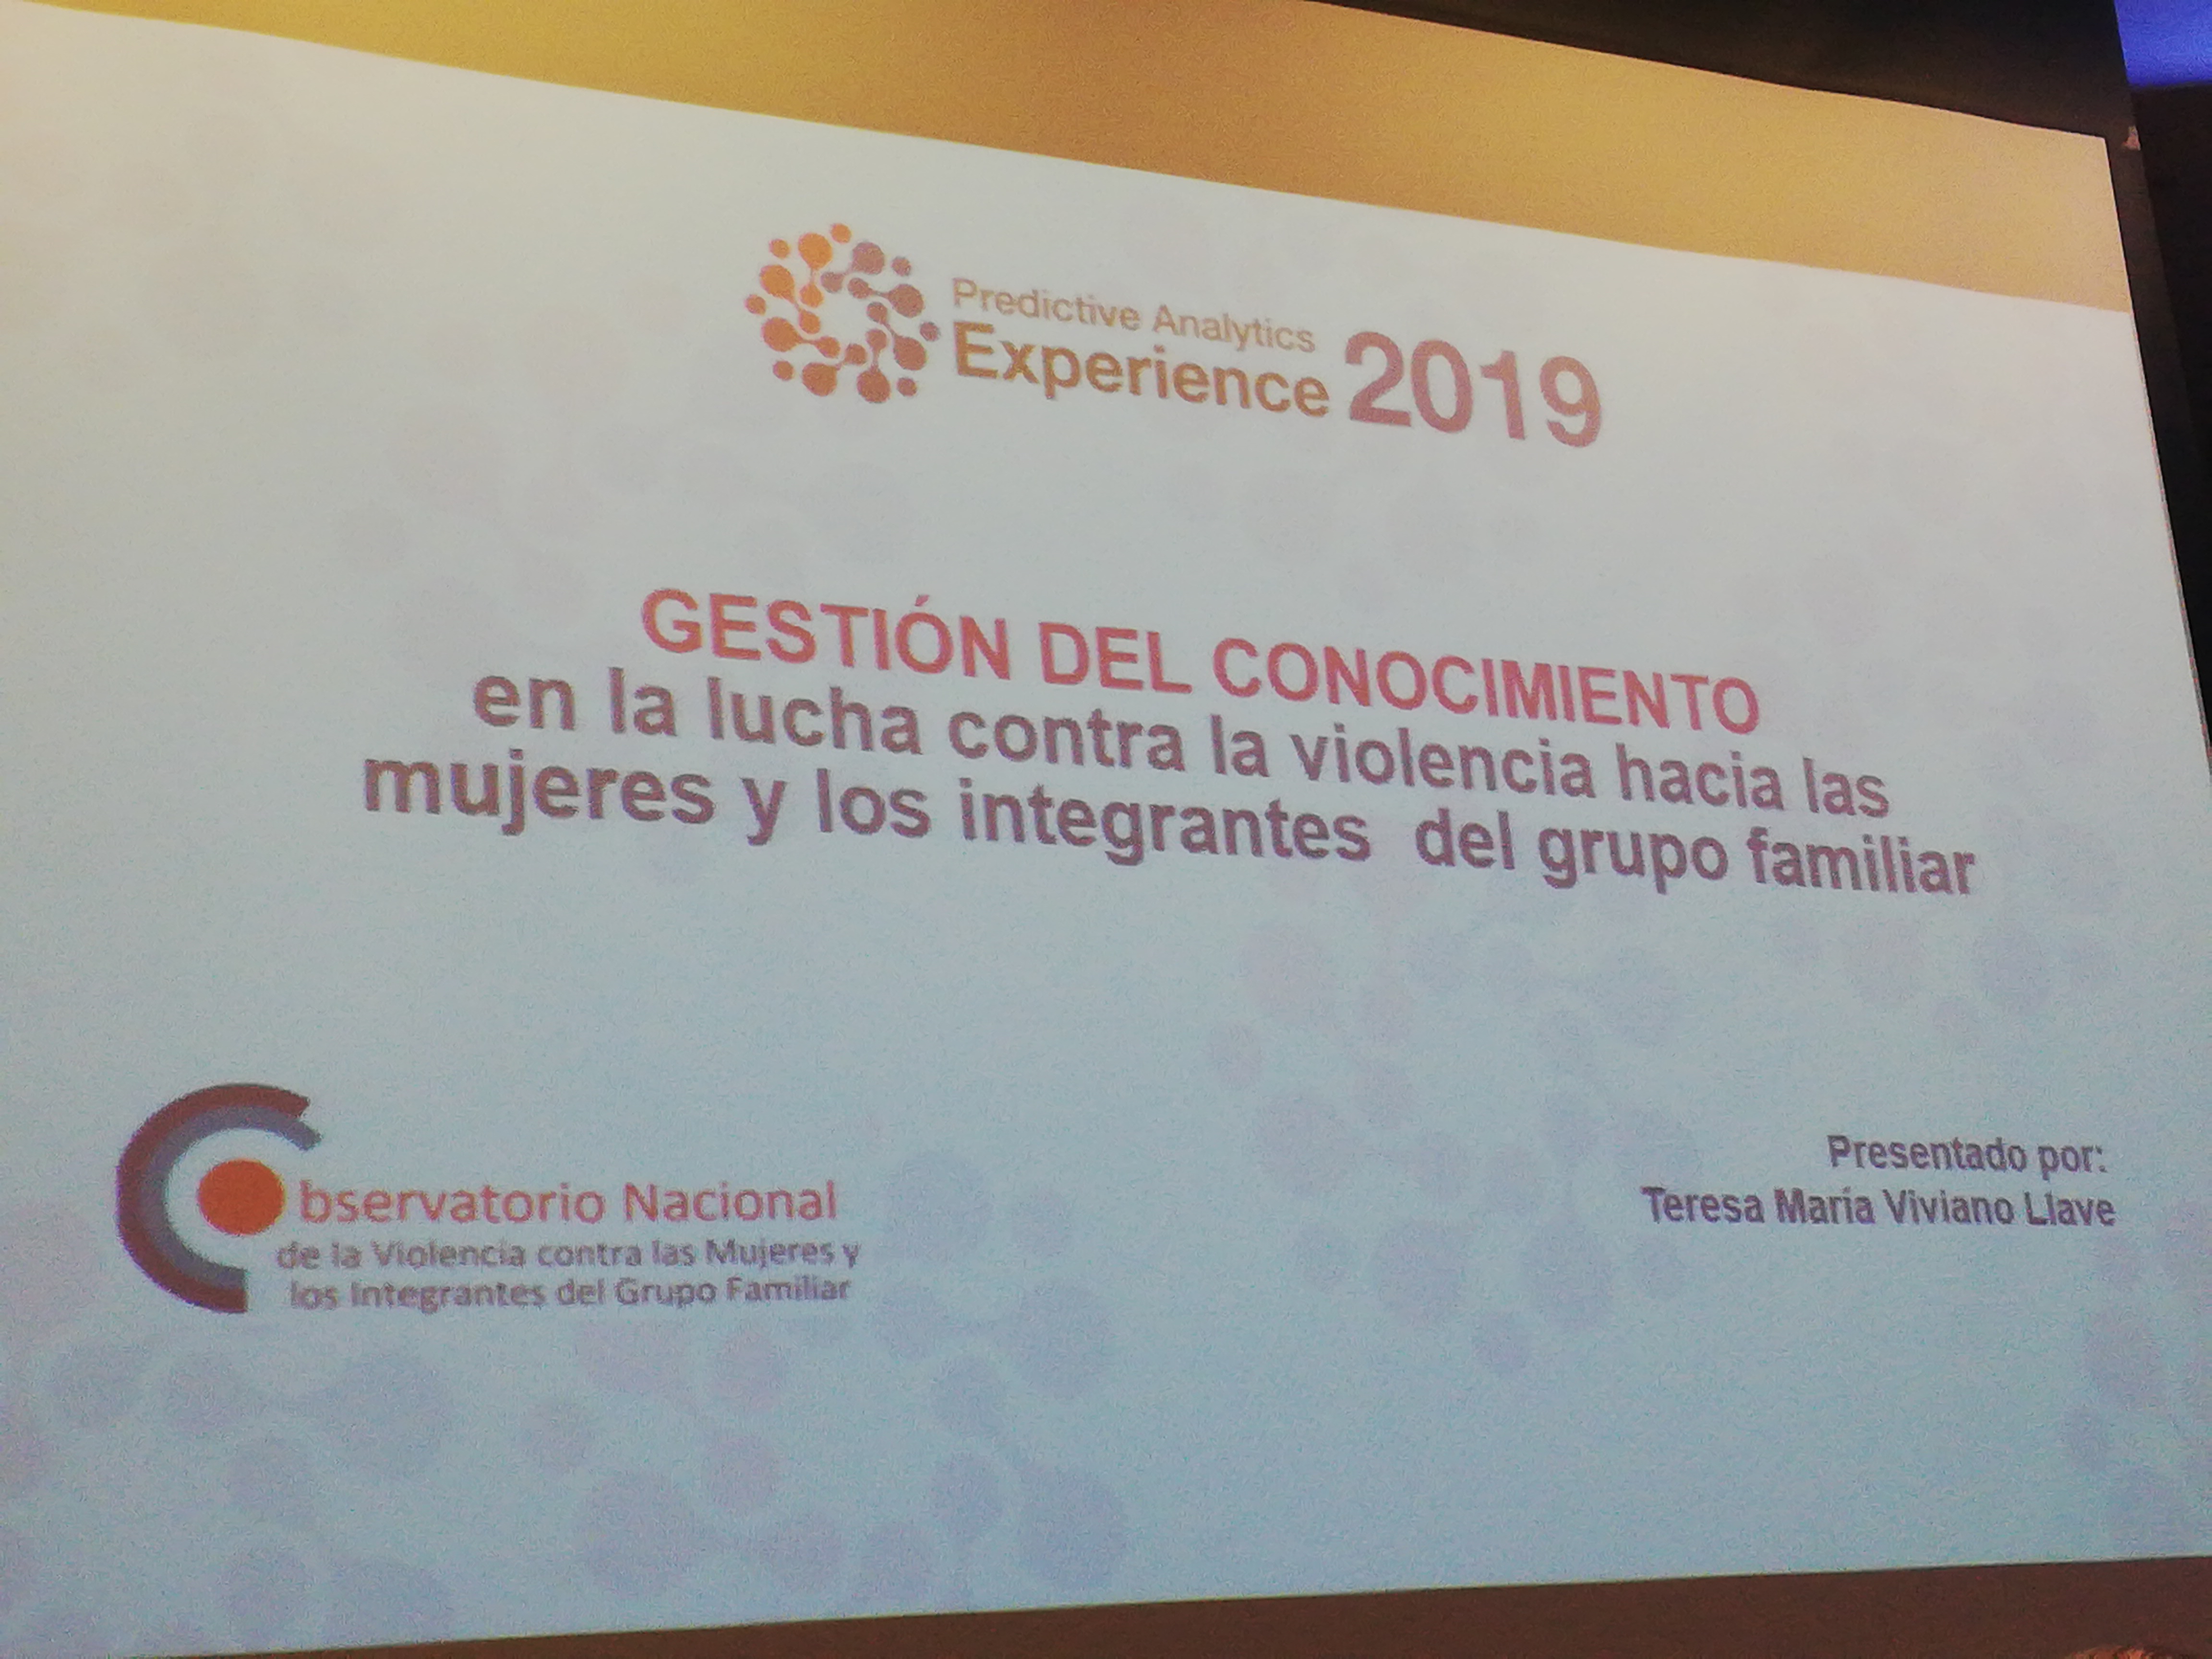 Predictive Analytics
Experience 2019
GESTIÓN DEL CONOCIMIENTO
en la lucha contra la violencia hacia las
mujeres y los integrantes del grupo familiar
Observatorio Nacional
de la Violencia contra las Mujeres y
los Integrantes del Grupo Familiar
Presentado por:
Teresa María Viviano Llave